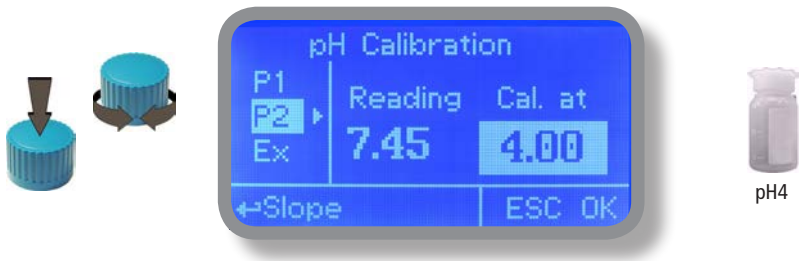 pH Calibration
P1
P2
Ex
Reading Cal. at
7.45 4.00
↩Slope ESC OK
pH4